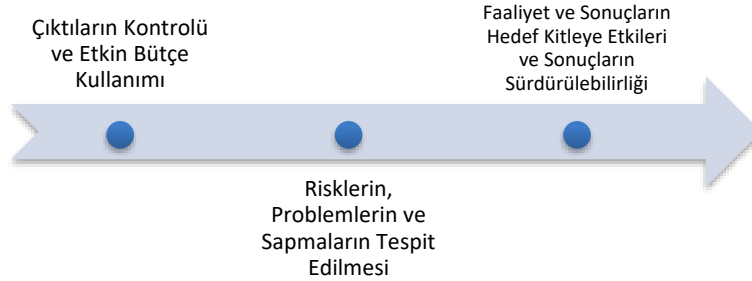 Çıktıların Kontrolü
ve Etkin Bütçe
Kullanımı
Risklerin,
Problemlerin ve
Sapmaların Tespit
Edilmesi
Faaliyet ve Sonuçların
Hedef Kitleye Etkileri
ve Sonuçların
Sürdürülebilirliği